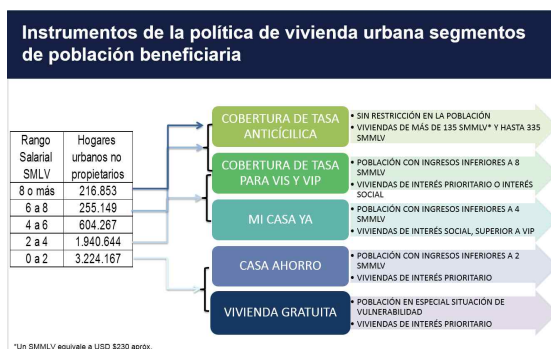 Instrumentos de la política de vivienda urbana segmentos
de población beneficiaria
Rango
Salarial
SMLV
Hogares
urbanos no
propietarios
8 o más 216.853
6 a 8 255.149
4 a 6 604.267
2 a 4 1.940.644
0 a 2 3.224.167
COBERTURA DE TASA
ANTICÍCILICA
• SIN RESTRICCIÓN EN LA POBLACIÓN
• VIVIENDAS DE MÁS DE 135 SMMLV* Y HASTA 335
SMMLV
COBERTURA DE TASA
PARA VIS Y VIP
• POBLACIÓN CON INGRESOS INFERIORES A 8
SMMLV
• VIVIENDAS DE INTERÉS PRIORITARIO O INTERÉS
SOCIAL
MI CASA YA
• POBLACIÓN CON INGRESOS INFERIORES A 4
SMMLV
• VIVIENDAS DE INTERÉS SOCIAL, SUPERIOR A VIP
CASA AHORRO
• POBLACIÓN CON INGRESOS INFERIORES A 2
SMMLV
• VIVIENDAS DE INTERÉS PRIORITARIO
VIVIENDA GRATUITA
• POBLACIÓN EN ESPECIAL SITUACIÓN DE
VULNERABILIDAD
• VIVIENDAS DE INTERÉS PRIORITARIO
*Un SMMLV equivale a USD $230 apróx.